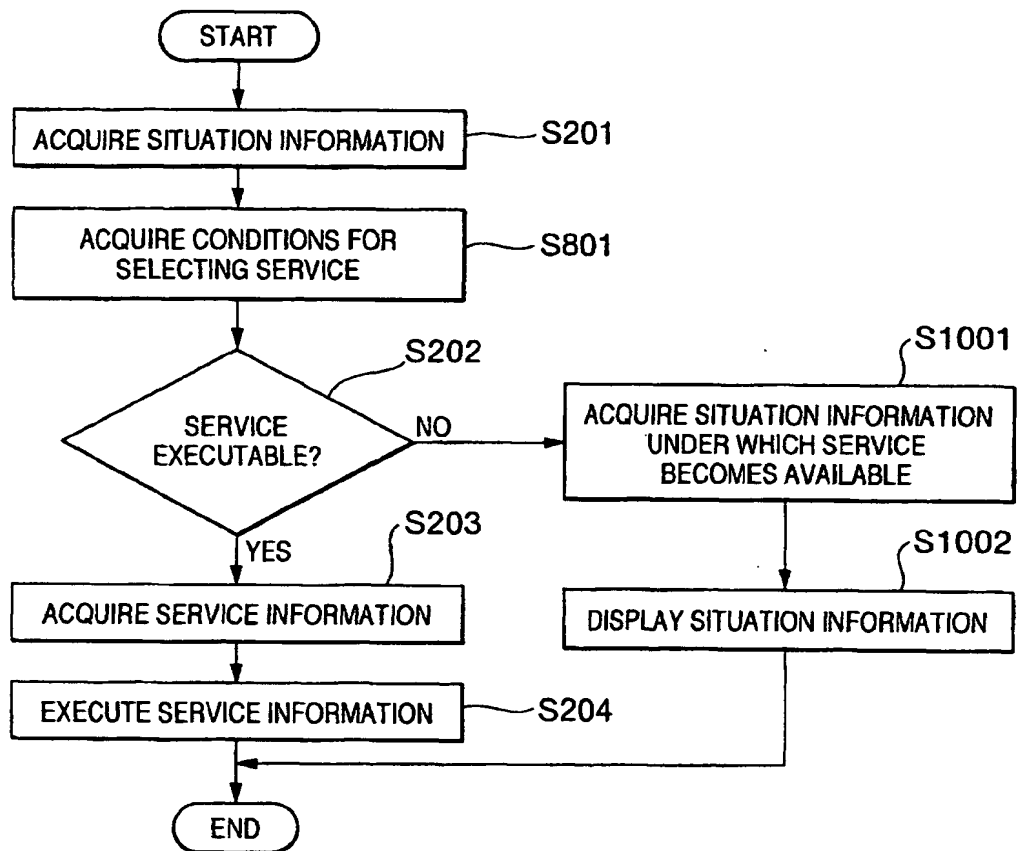 START
ACQUIRE SITUATION INFORMATION
S201
ACQUIRE CONDITIONS FOR
SELECTING SERVICE
S801
S202
SERVICE
EXECUTABLE?
NO
YES
S1001
ACQUIRE SITUATION INFORMATION
UNDER WHICH SERVICE
BECOMES AVAILABLE
S203
ACQUIRE SERVICE INFORMATION
S1002
DISPLAY SITUATION INFORMATION
EXECUTE SERVICE INFORMATION
S204
END